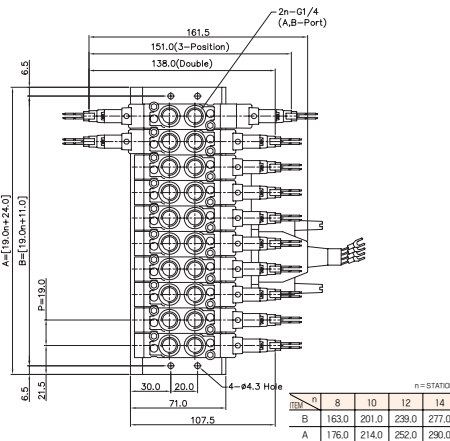 2n-G1/4
(A,B-Port)
161.5
151.0(3-Position)
138.0(Double)
6.5
A=[19.0n+24.0]
B=[19.0n+11.0]
P=19.0
6.5
21.5
30.0
20.0
4-ø4.3 Hole
71.0
107.5
n=STATIO
ITEM n 8 10 12 14
B 163.0 201.0 239.0 277.0
A 176.0 214.0 252.0 290.0